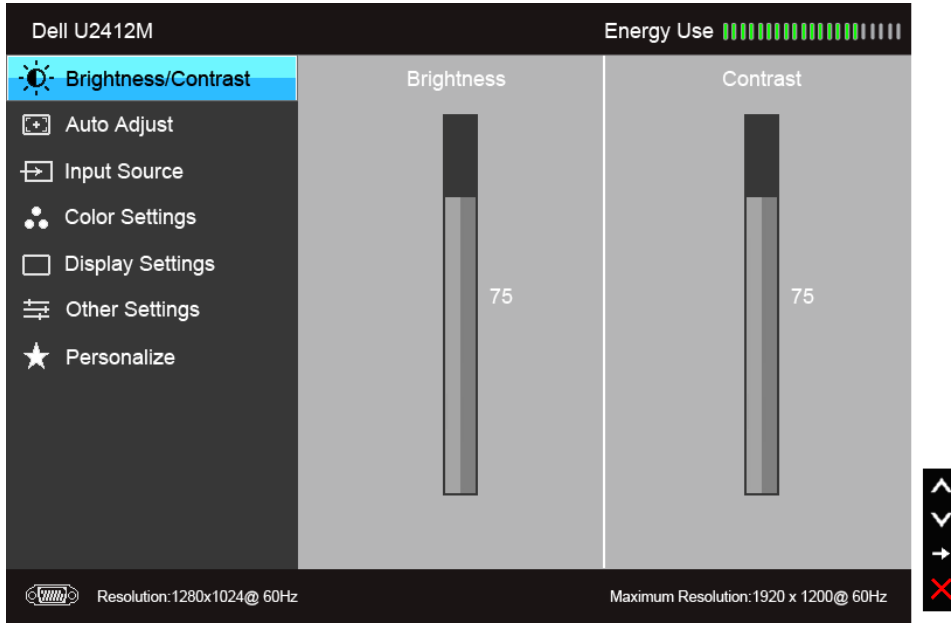 Dell U2412M
Energy Use
Brightness/Contrast
Auto Adjust
Input Source
Color Settings
Display Settings
Other Settings
Personalize
Brightness
75
Contrast
75
Resolution:1280x1024@ 60Hz
Maximum Resolution:1920 x 1200@ 60Hz